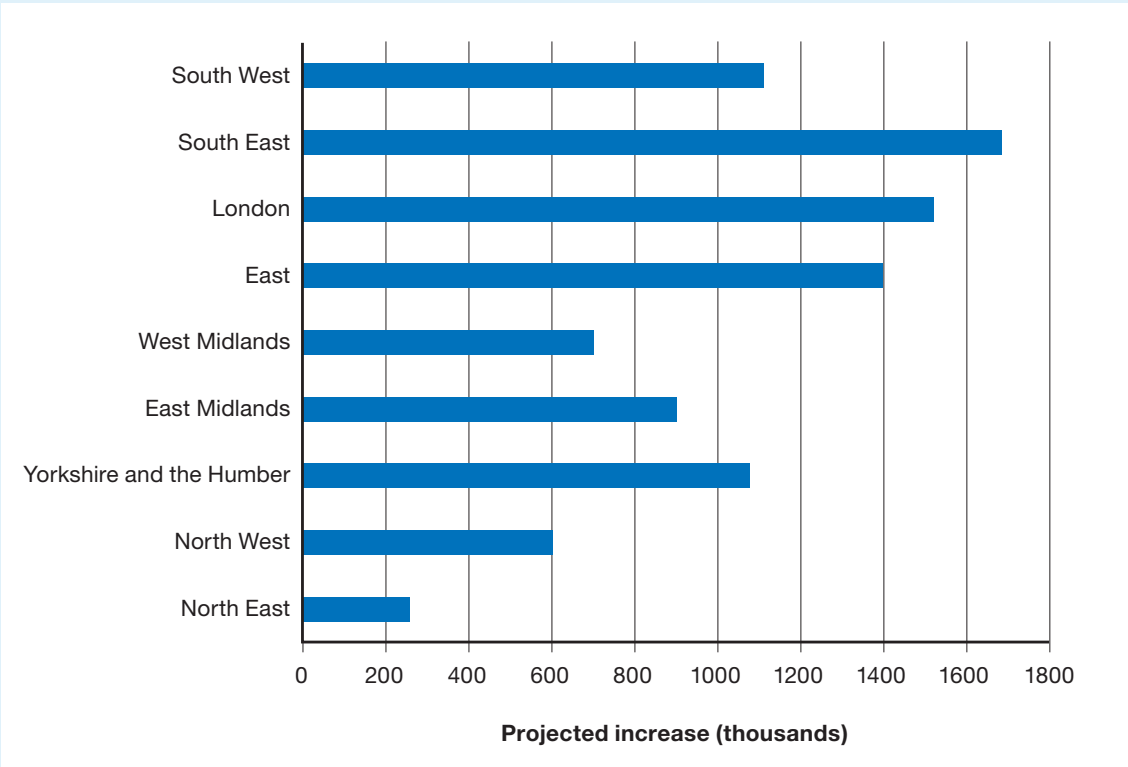 South West
South East
London
East
West Midlands
East Midlands
Yorkshire and the Humber
North West
North East
0 200 400 600 800 1000 1200 1400 1600 1800
Projected increase (thousands)